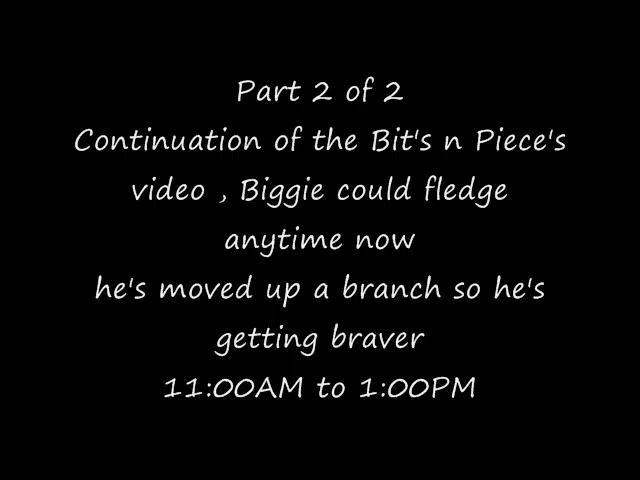 Part 2 of 2
Continuation of the Bit's n Piece's
video , Biggie could fledge
anytime now
he's moved up a branch so he's
getting braver
11:00AM to 1:00PM